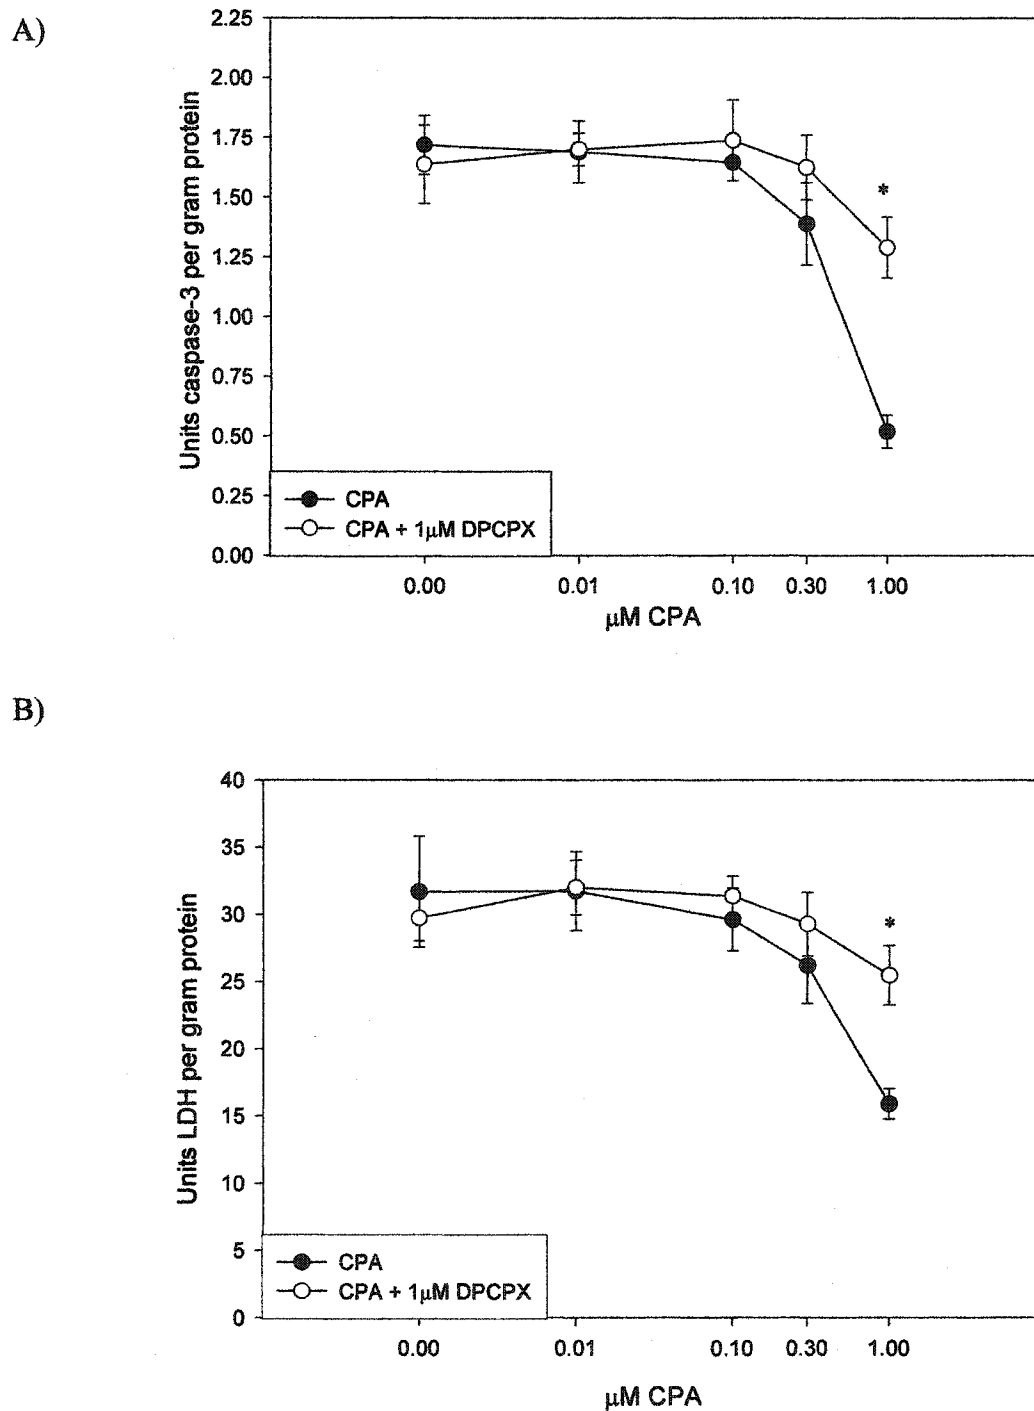 A)
Units caspase-3 per gram protein
2.25
2.00
1.75
1.50
1.25
1.00
0.75
0.50
0.25
0.00
*
CPA
CPA + 1μM DPCPX
0.00 0.01 0.10 0.30 1.00
μM CPA
B)
Units LDH per gram protein
40
35
30
25
20
15
10
5
0
*
CPA
CPA + 1μM DPCPX
0.00 0.01 0.10 0.30 1.00
μM CPA